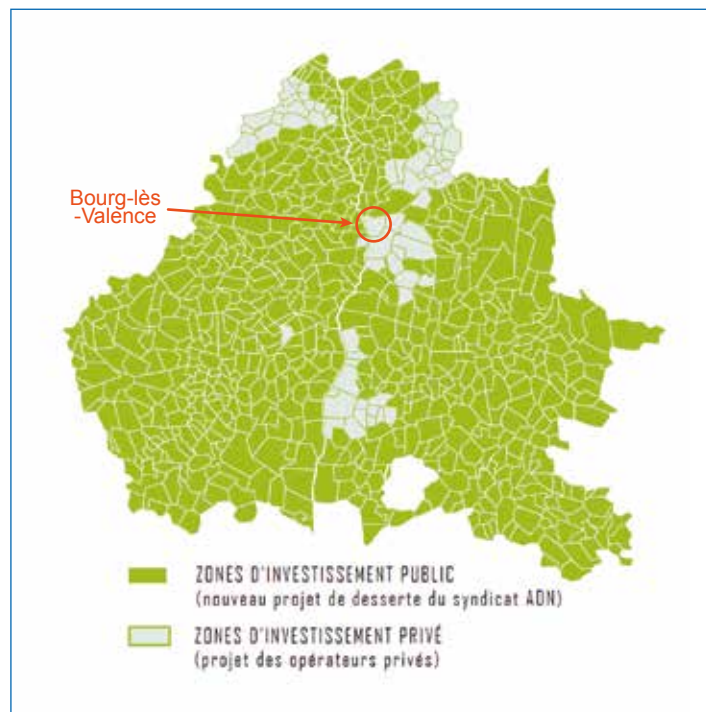 Bourg-lès
-Valence
ZONES D'INVESTISSEMENT PUBLIC
(nouveau projet de desserte du syndicat ADN)
ZONES D'INVESTISSEMENT PRIVÉ
(projet des opérateurs privés)